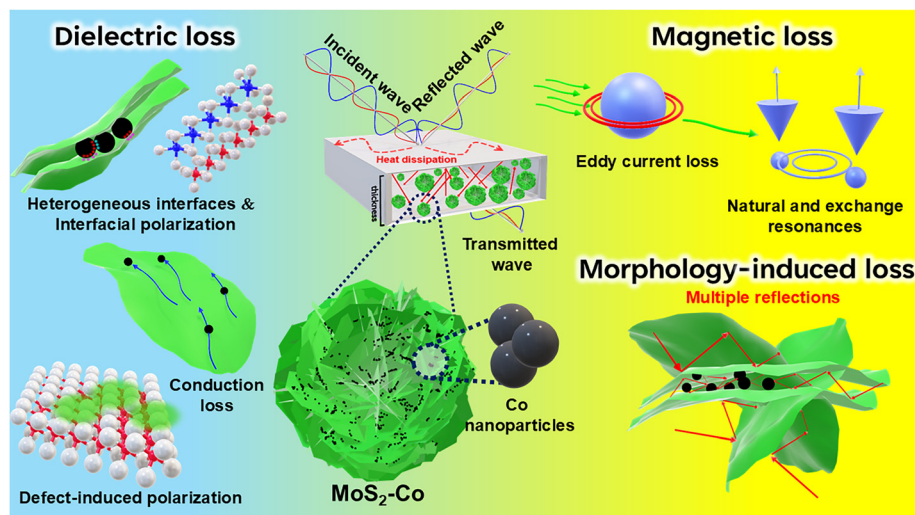 Dielectric loss
Incident wave
Reflected wave
Magnetic loss
Heat dissipation
thickness
Eddy current loss
Heterogeneous interfaces &
Interfacial polarization
Transmitted
wave
Natural and exchange
resonances
Morphology-induced loss
Multiple reflections
Conduction
loss
Co
nanoparticles
Defect-induced polarization
MoS₂-Co